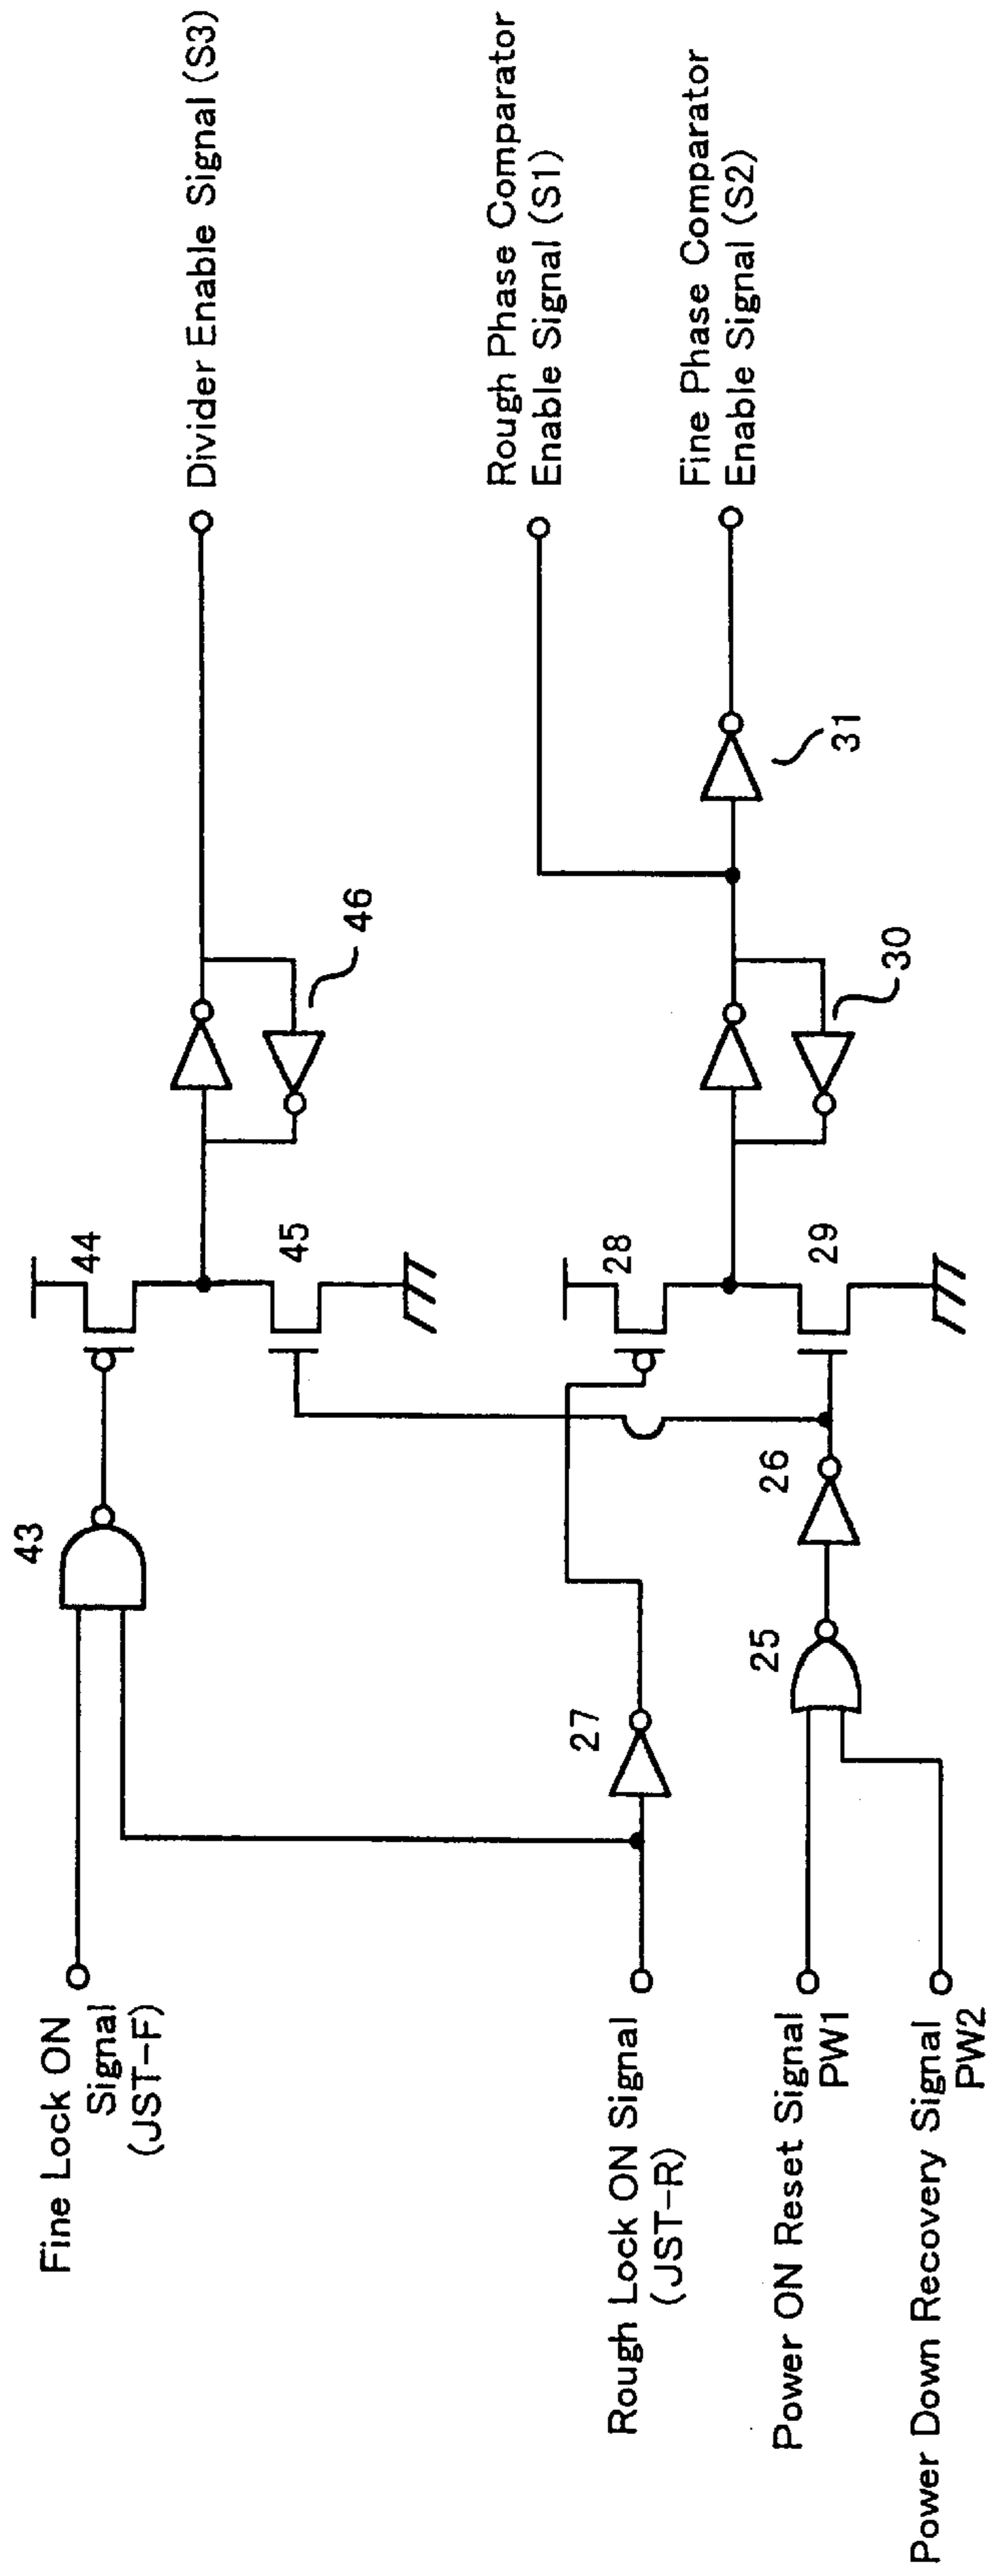 Fine Lock ON
Signal
(JST-F)
43
44
45
46
Divider Enable Signal (S3)
Rough Lock ON Signal
(JST-R)
27
28
Rough Phase Comparator
Enable Signal (S1)
Power ON Reset Signal
PW1
Power Down Recovery Signal
PW2
25
26
29
30
31
Fine Phase Comparator
Enable Signal (S2)